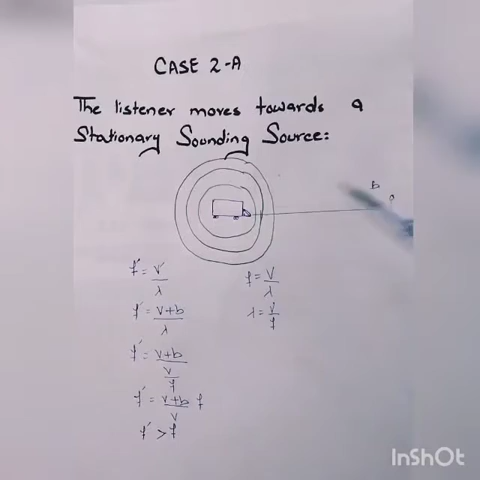 CASE 2-A
The listener moves towards a
Stationary Sounding Source:
b
f' = v'/λ
f = v/λ
f' = v+b/λ
λ = v/f
f' = v+b/v/f
f' = v+b/v f
f' > f
InShOt